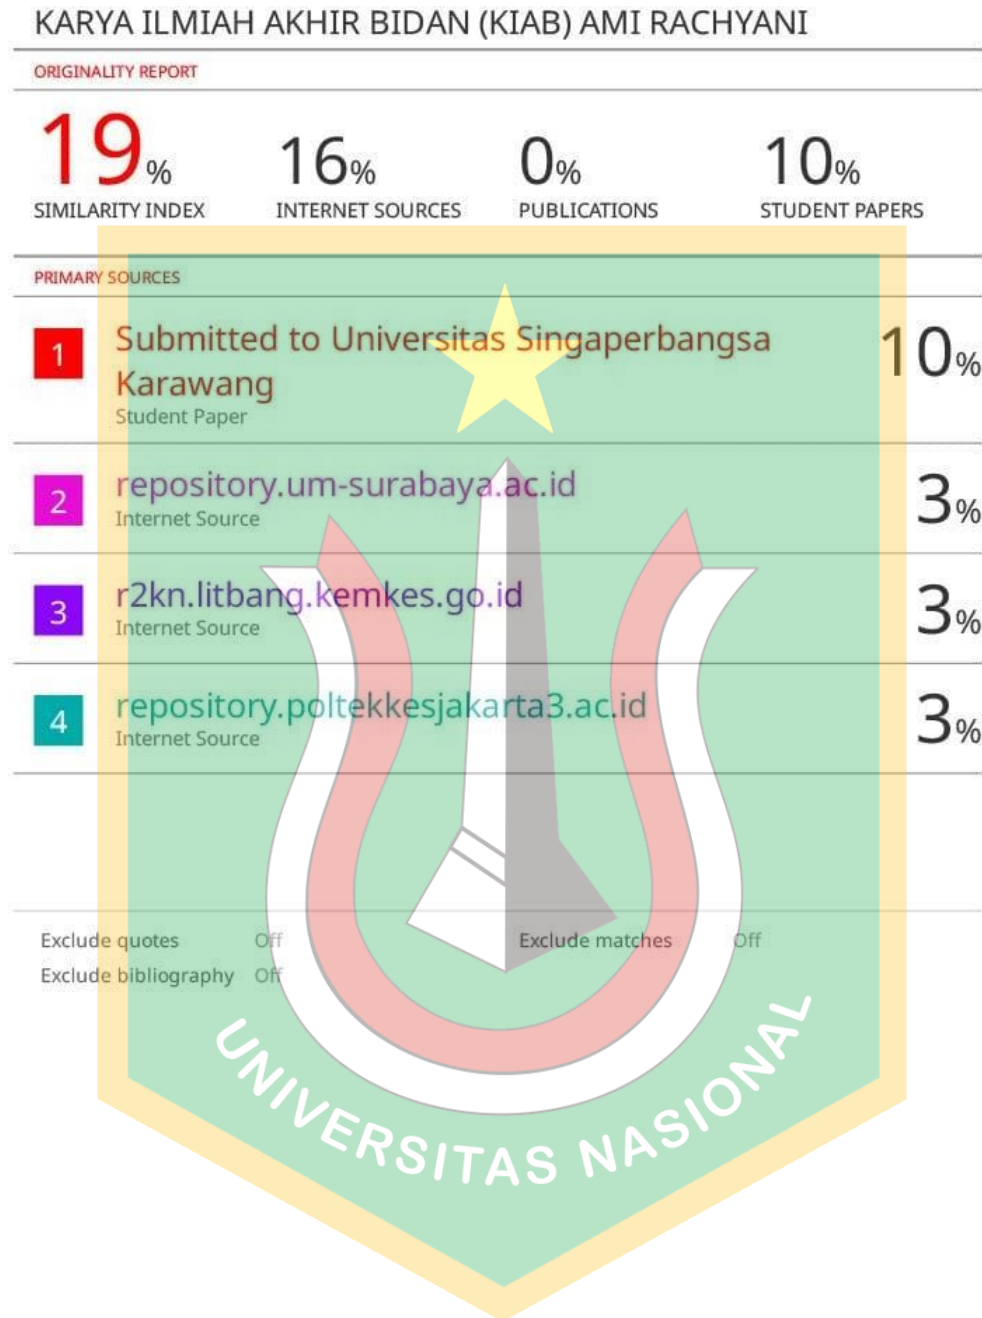 KARYA ILMIAH AKHIR BIDAN (KIAB) AMI RACHYANI
ORIGINALITY REPORT
19% 16% 0% 10%
SIMILARITY INDEX INTERNET SOURCES PUBLICATIONS STUDENT PAPERS
PRIMARY SOURCES
1 Submitted to Universitas Singaperbangsa 10%
Karawang
Student Paper
2 repository.um-surabaya.ac.id 3%
Internet Source
3 r2kn.litbang.kemkes.go.id 3%
Internet Source
4 repository.poltekkesjakarta3.ac.id 3%
Internet Source
Exclude quotes Off Exclude matches Off
Exclude bibliography Off
UNIVERSITAS NASIONAL